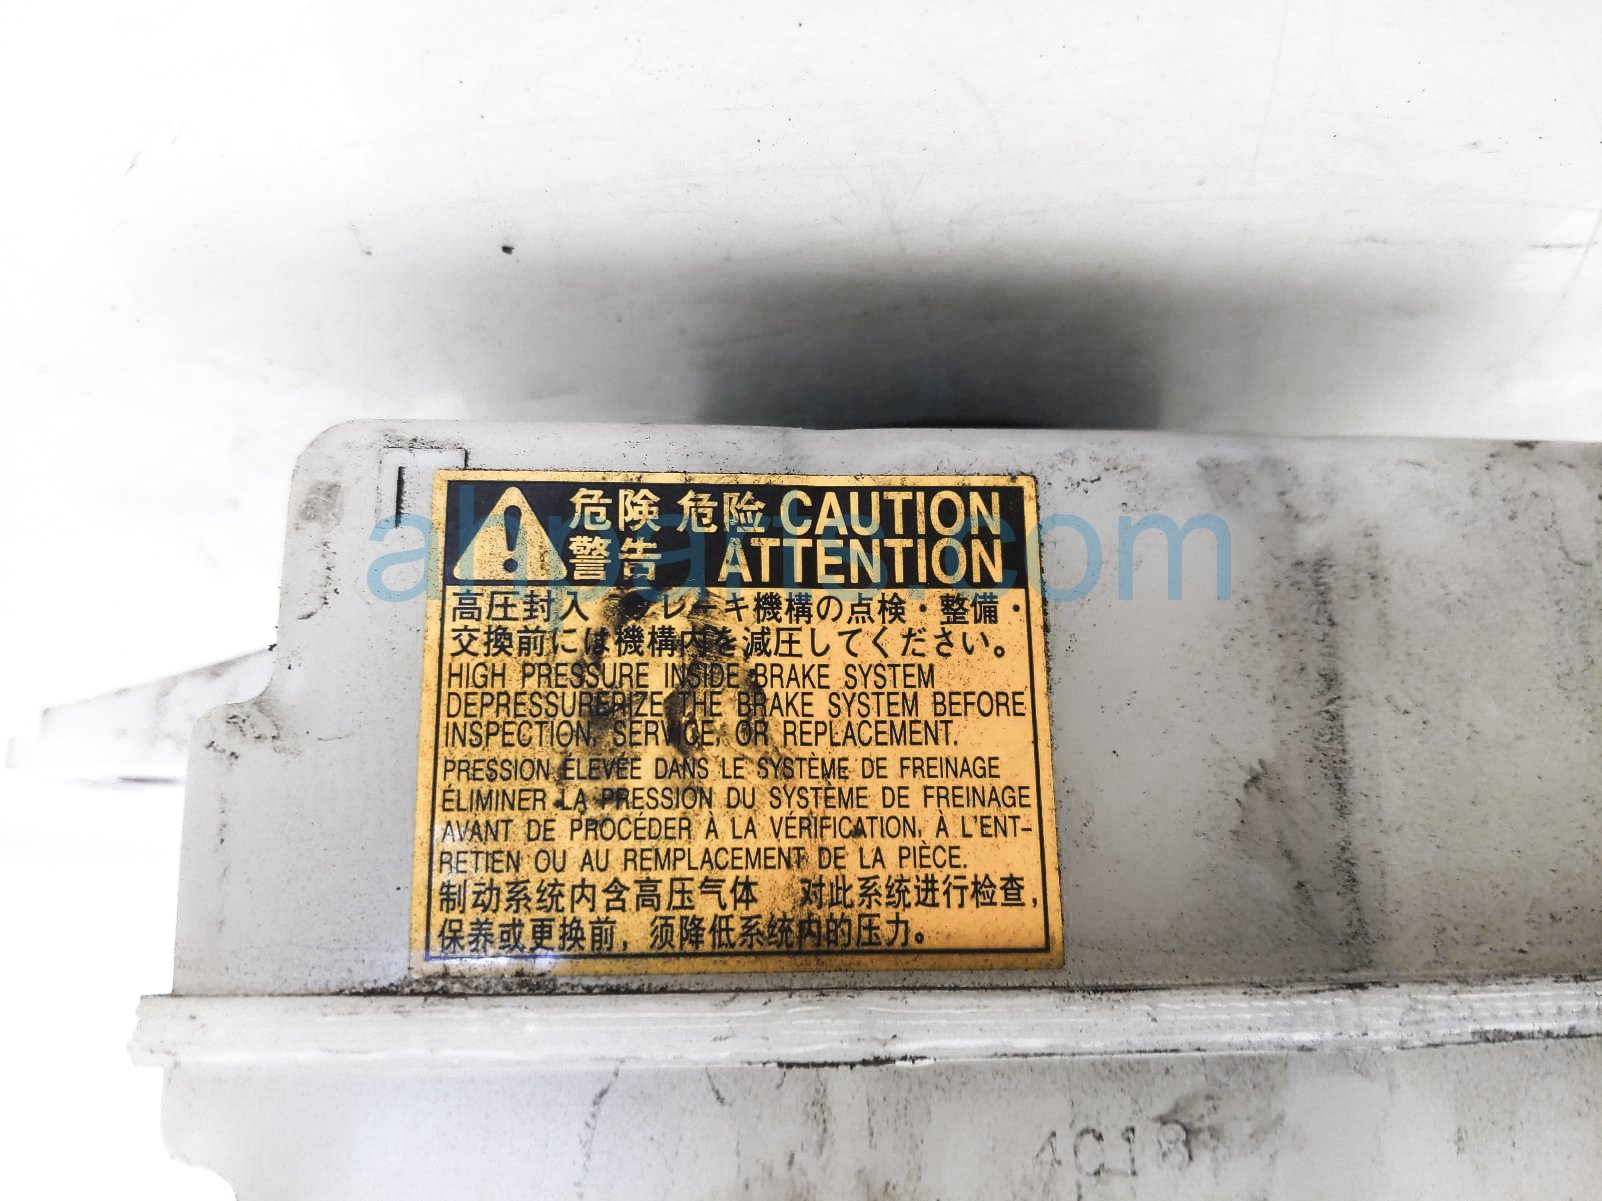 危険 危险 CAUTION
警告 ATTENTION
高圧封入 ブレーキ機構の点検・整備・
交換前には機構内を減圧してください。
HIGH PRESSURE INSIDE BRAKE SYSTEM
DEPRESSURERIZE THE BRAKE SYSTEM BEFORE
INSPECTION, SERVICE, OR REPLACEMENT.
PRESSION ÉLEVÉE DANS LE SYSTÈME DE FREINAGE
ÉLIMINER LA PRESSION DU SYSTÈME DE FREINAGE
AVANT DE PROCÉDER À LA VÉRIFICATION, À L'ENT-
RETIEN OU AU REMPLACEMENT DE LA PIÈCE.
制动系统内含高压气体 对此系统进行检查,
保养或更换前, 须降低系统内的压力。
ahparts.com
4C18